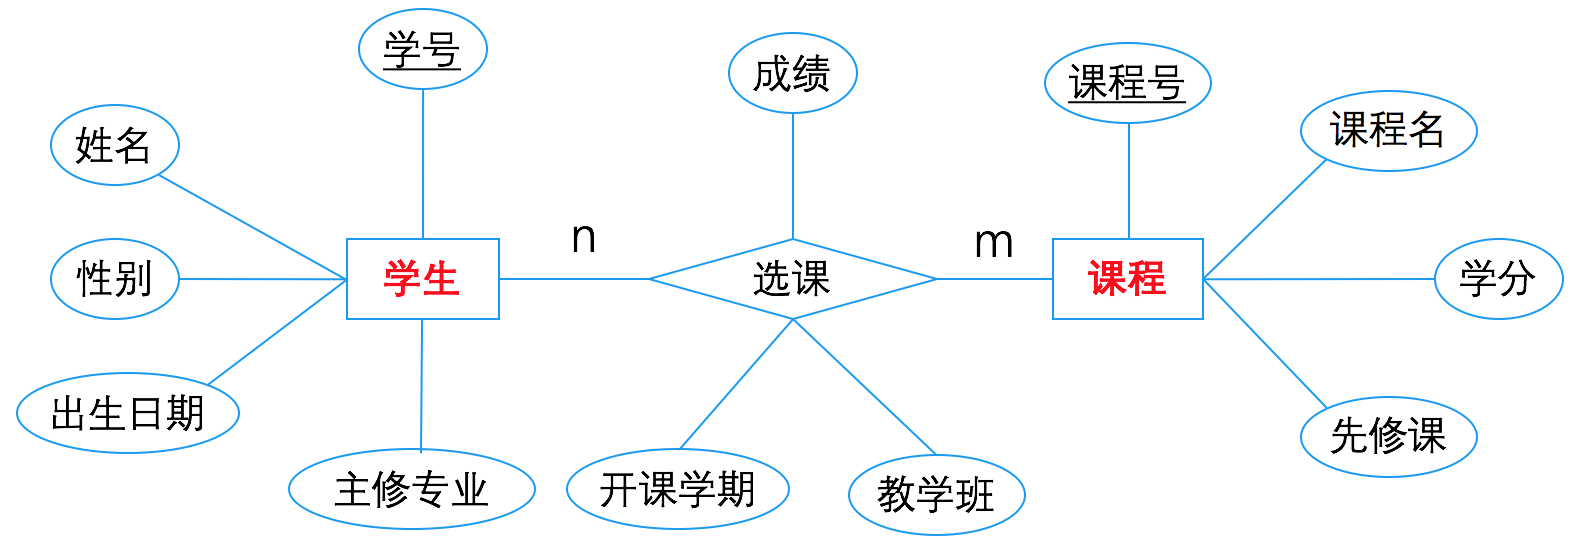 学号
成绩
课程号
姓名
课程名
n
m
性别
学生
选课
课程
学分
出生日期
先修课
主修专业
开课学期
教学班